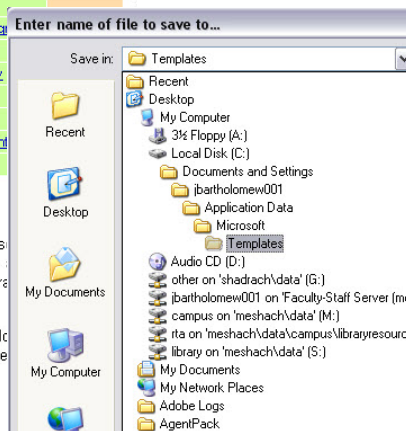 Enter name of file to save to...
Save in: Templates
Recent
Desktop
My Computer
3½ Floppy (A:)
Local Disk (C:)
Documents and Settings
jbartholomew001
Application Data
Microsoft
Templates
Audio CD (D:)
other on 'shadrach\data' (G:)
jbartholomew001 on 'Faculty-Staff Server (me
campus on 'meshach\data' (M:)
rta on 'meshach\data\campus\libraryresourc
library on 'meshach\data' (S:)
My Documents
My Network Places
Adobe Logs
AgentPack
Recent
Desktop
My Documents
My Computer